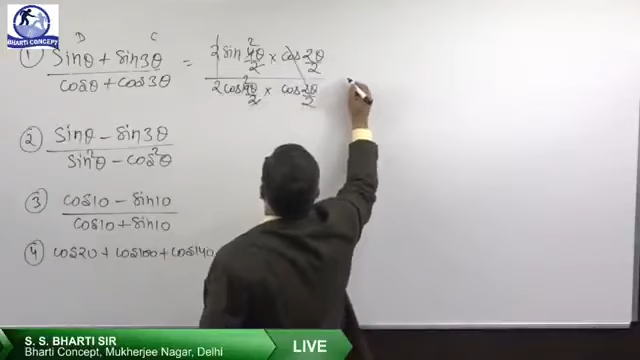 BHARTI CONCEPT
D C
① sinθ + sin3θ / cosθ + cos3θ = 2 sin 4θ/2 × cos 2θ/2 / 2 cos 4θ/2 × cos 2θ/2
② sinθ − sin3θ / sin²θ − cos²θ
③ cos10 − sin10 / cos10 + sin10
④ cos20 + cos100 + cos140
S. S. BHARTI SIR
Bharti Concept, Mukherjee Nagar, Delhi
LIVE